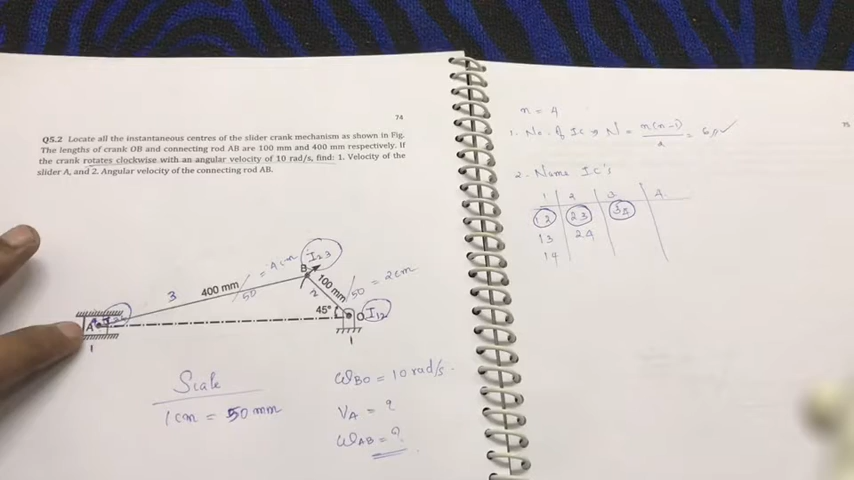 74
Q5.2 Locate all the instantaneous centres of the slider crank mechanism as shown in Fig.
The lengths of crank OB and connecting rod AB are 100 mm and 400 mm respectively. If
the crank rotates clockwise with an angular velocity of 10 rad/s, find: 1. Velocity of the
slider A, and 2. Angular velocity of the connecting rod AB.
B I23
3 400 mm/50 = 4cm
2 100 mm/50 = 2cm
45°
A
O I12
1
1
Scale
1cm = 50 mm
ωBO = 10 rad/s.
VA = ?
ωAB = ?
75
n = 4
1. No. of IC ⇒ N = n(n-1)/2 = 6
2. Name IC's
1 2 3 4
12 23 34
13 24
14